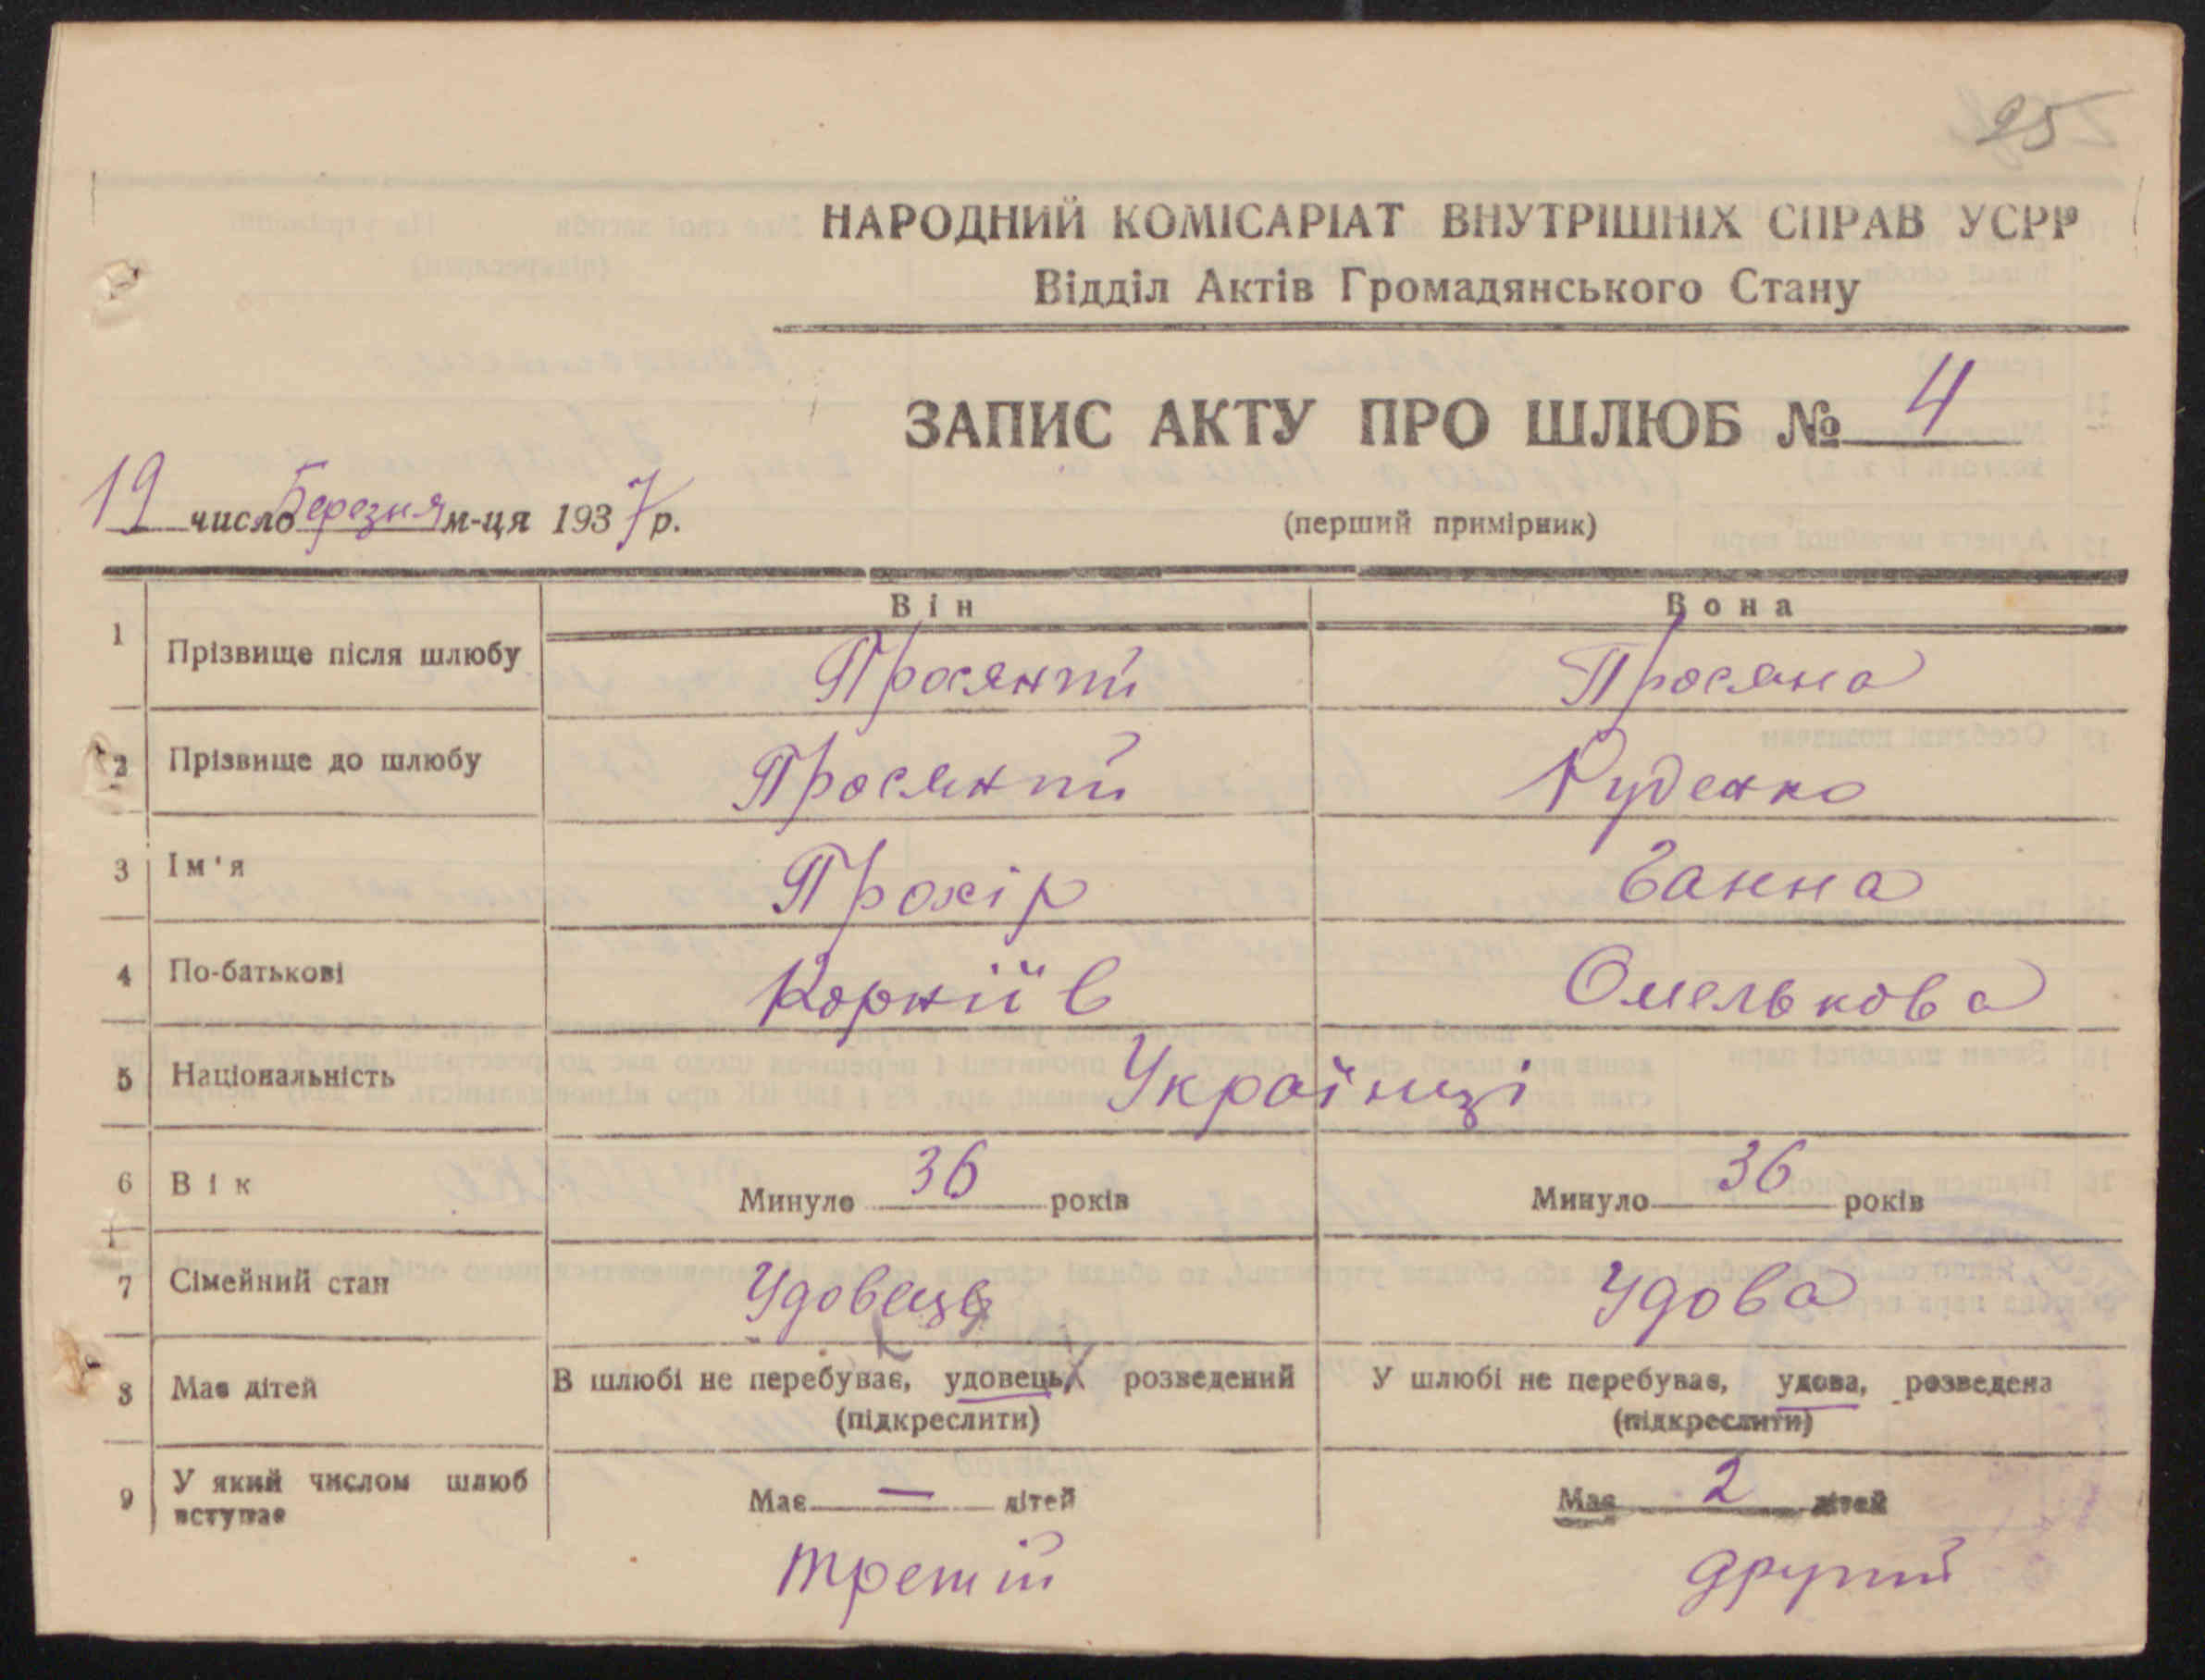 95
НАРОДНИЙ КОМІСАРІАТ ВНУТРІШНІХ СПРАВ УСРР
Відділ Актів Громадянського Стану
ЗАПИС АКТУ ПРО ШЛЮБ № 4
19 число Березня м-ця 1937 р.
(перший примірник)
Він Вона
1 Прізвище після шлюбу Просяний Просяна
2 Прізвище до шлюбу Просяний Руденко
3 Ім'я Прохір Ганна
4 По-батькові Корніїв Омелькова
5 Національність Українці
6 Вік Минуло 36 років Минуло 36 років
7 Сімейний стан Удовець Удова
8 Має дітей В шлюбі не перебуває, удовець, розведений У шлюбі не перебуває, удова, розведена
(підкреслити) (підкреслити)
9 У який числом шлюб вступає Має — дітей Має 2 дітей
третій другий